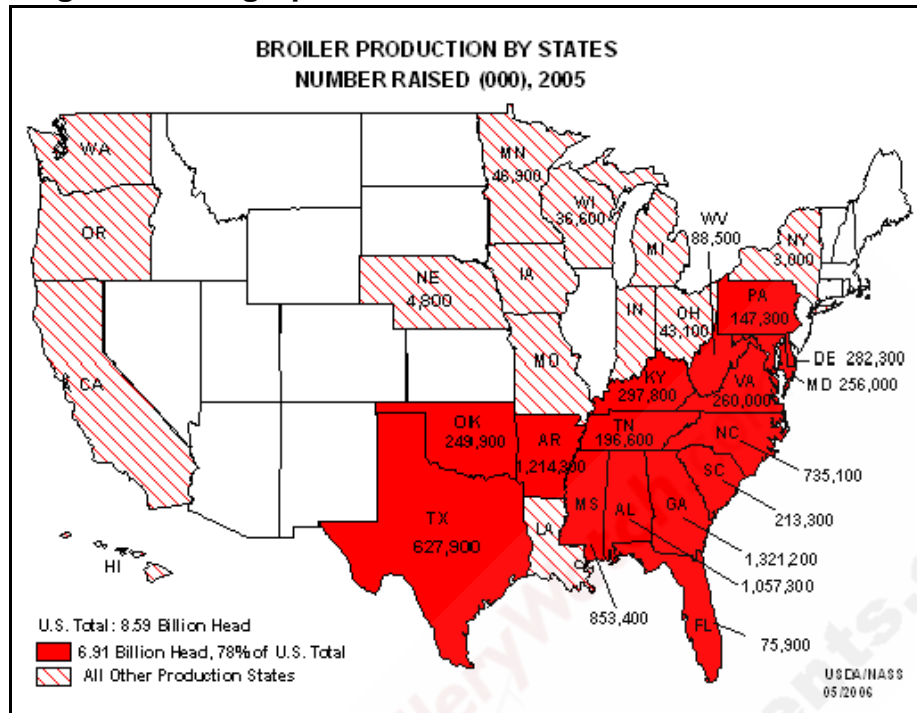 BROILER PRODUCTION BY STATES
NUMBER RAISED (000), 2005
WA
OR
CA
HI
MN
46,900
WI
36,600
MI
NE
4,800
IA
MO
IN
OH
43,100
NY
3,000
WV
88,500
PA
147,300
DE 282,300
MD 256,000
VA
260,000
KY
297,800
TN
196,600
NC
735,100
SC
213,300
GA
1,321,200
AL
1,057,300
MS
853,400
FL
75,900
OK
249,900
AR
1,214,300
TX
627,900
LA
U.S. Total: 8.59 Billion Head
6.91 Billion Head, 78% of U.S. Total
All Other Production States
USDA/NASS
05/2006